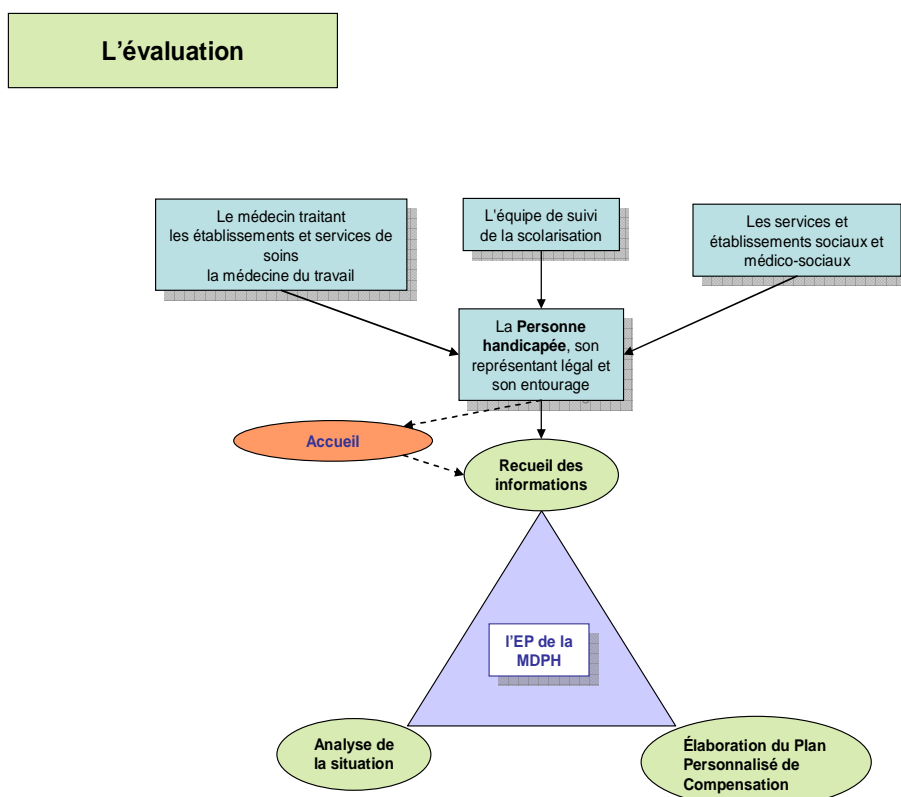 L'évaluation
Le médecin traitant
les établissements et services de
soins
la médecine du travail
L'équipe de suivi
de la scolarisation
Les services et
établissements sociaux et
médico-sociaux
La Personne
handicapée, son
représentant légal et
son entourage
Accueil
Recueil des
informations
l'EP de la
MDPH
Analyse de
la situation
Élaboration du Plan
Personnalisé de
Compensation